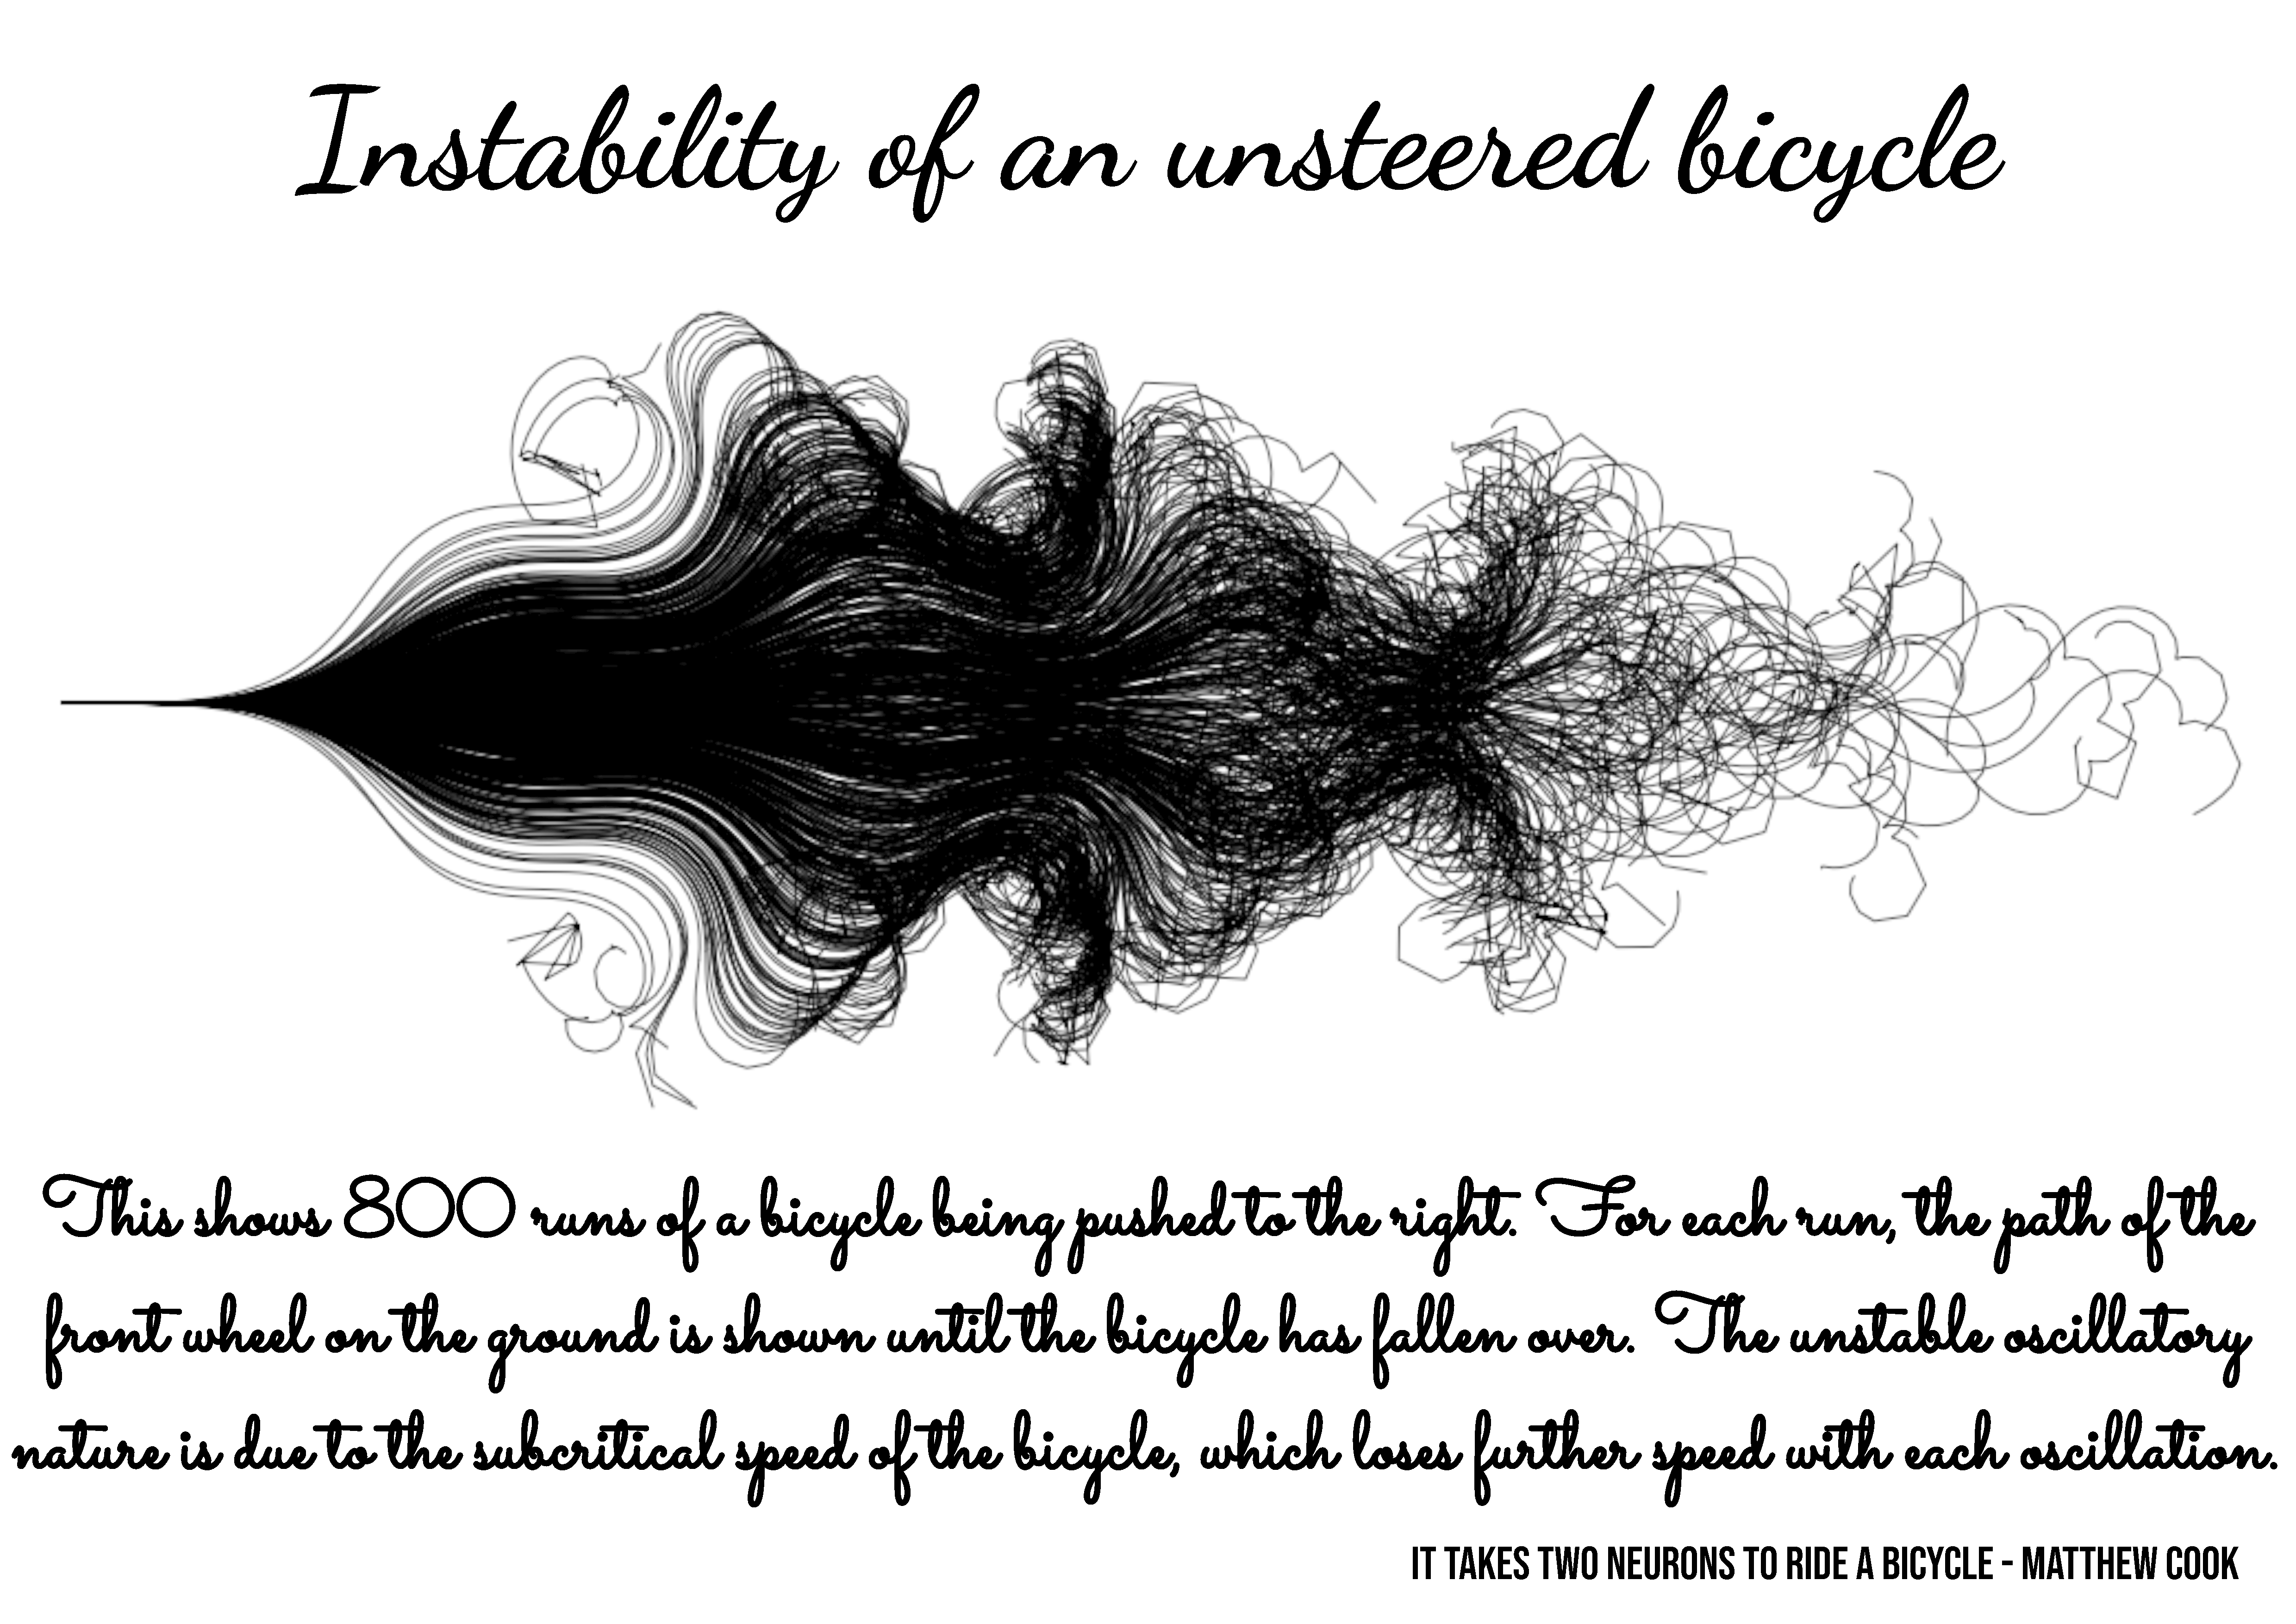 Instability of an unsteered bicycle
This shows 800 runs of a bicycle being pushed to the right. For each run, the path of the
front wheel on the ground is shown until the bicycle has fallen over. The unstable oscillatory
nature is due to the subcritical speed of the bicycle, which loses further speed with each oscillation.
IT TAKES TWO NEURONS TO RIDE A BICYCLE - MATTHEW COOK